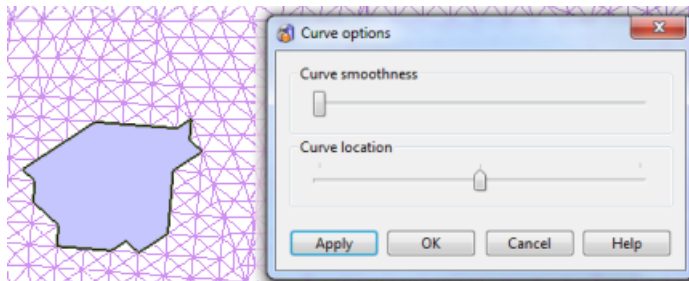 Curve options
Curve smoothness
Curve location
Apply OK Cancel Help